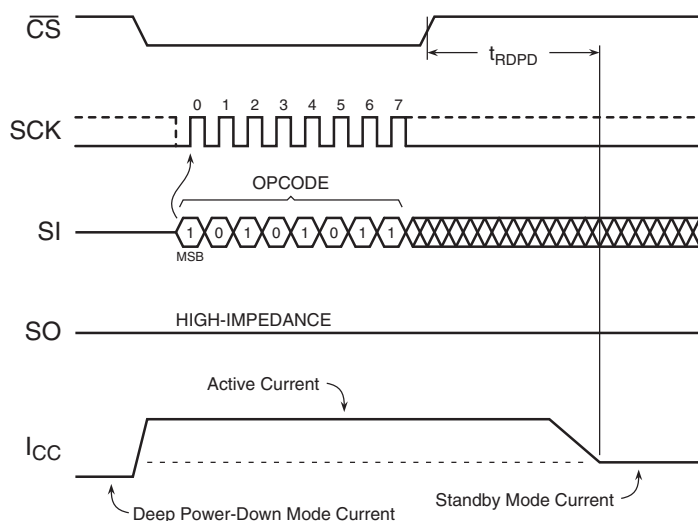 CS
tRDPD
0 1 2 3 4 5 6 7
SCK
OPCODE
SI
1 0 1 0 1 0 1 1
MSB
HIGH-IMPEDANCE
SO
Active Current
ICC
Standby Mode Current
Deep Power-Down Mode Current